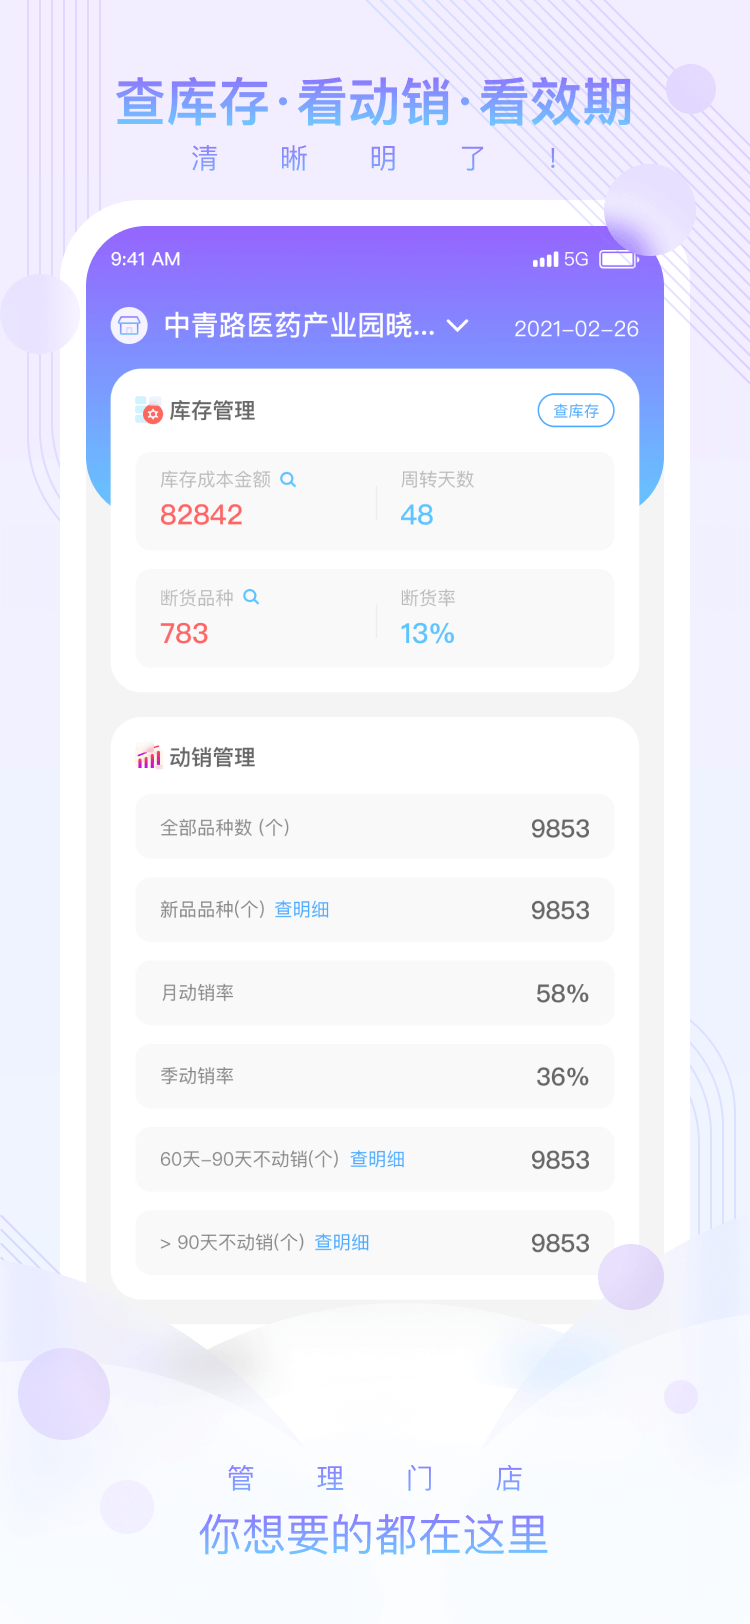 查库存·看动销·看效期
清晰明了!
9:41 AM 5G
中青路医药产业园晓... 2021-02-26
库存管理 查库存
库存成本金额 周转天数
82842 48
断货品种 断货率
783 13%
动销管理
全部品种数 (个) 9853
新品品种(个) 查明细 9853
月动销率 58%
季动销率 36%
60天-90天不动销(个) 查明细 9853
> 90天不动销(个) 查明细 9853
管理门店
你想要的都在这里